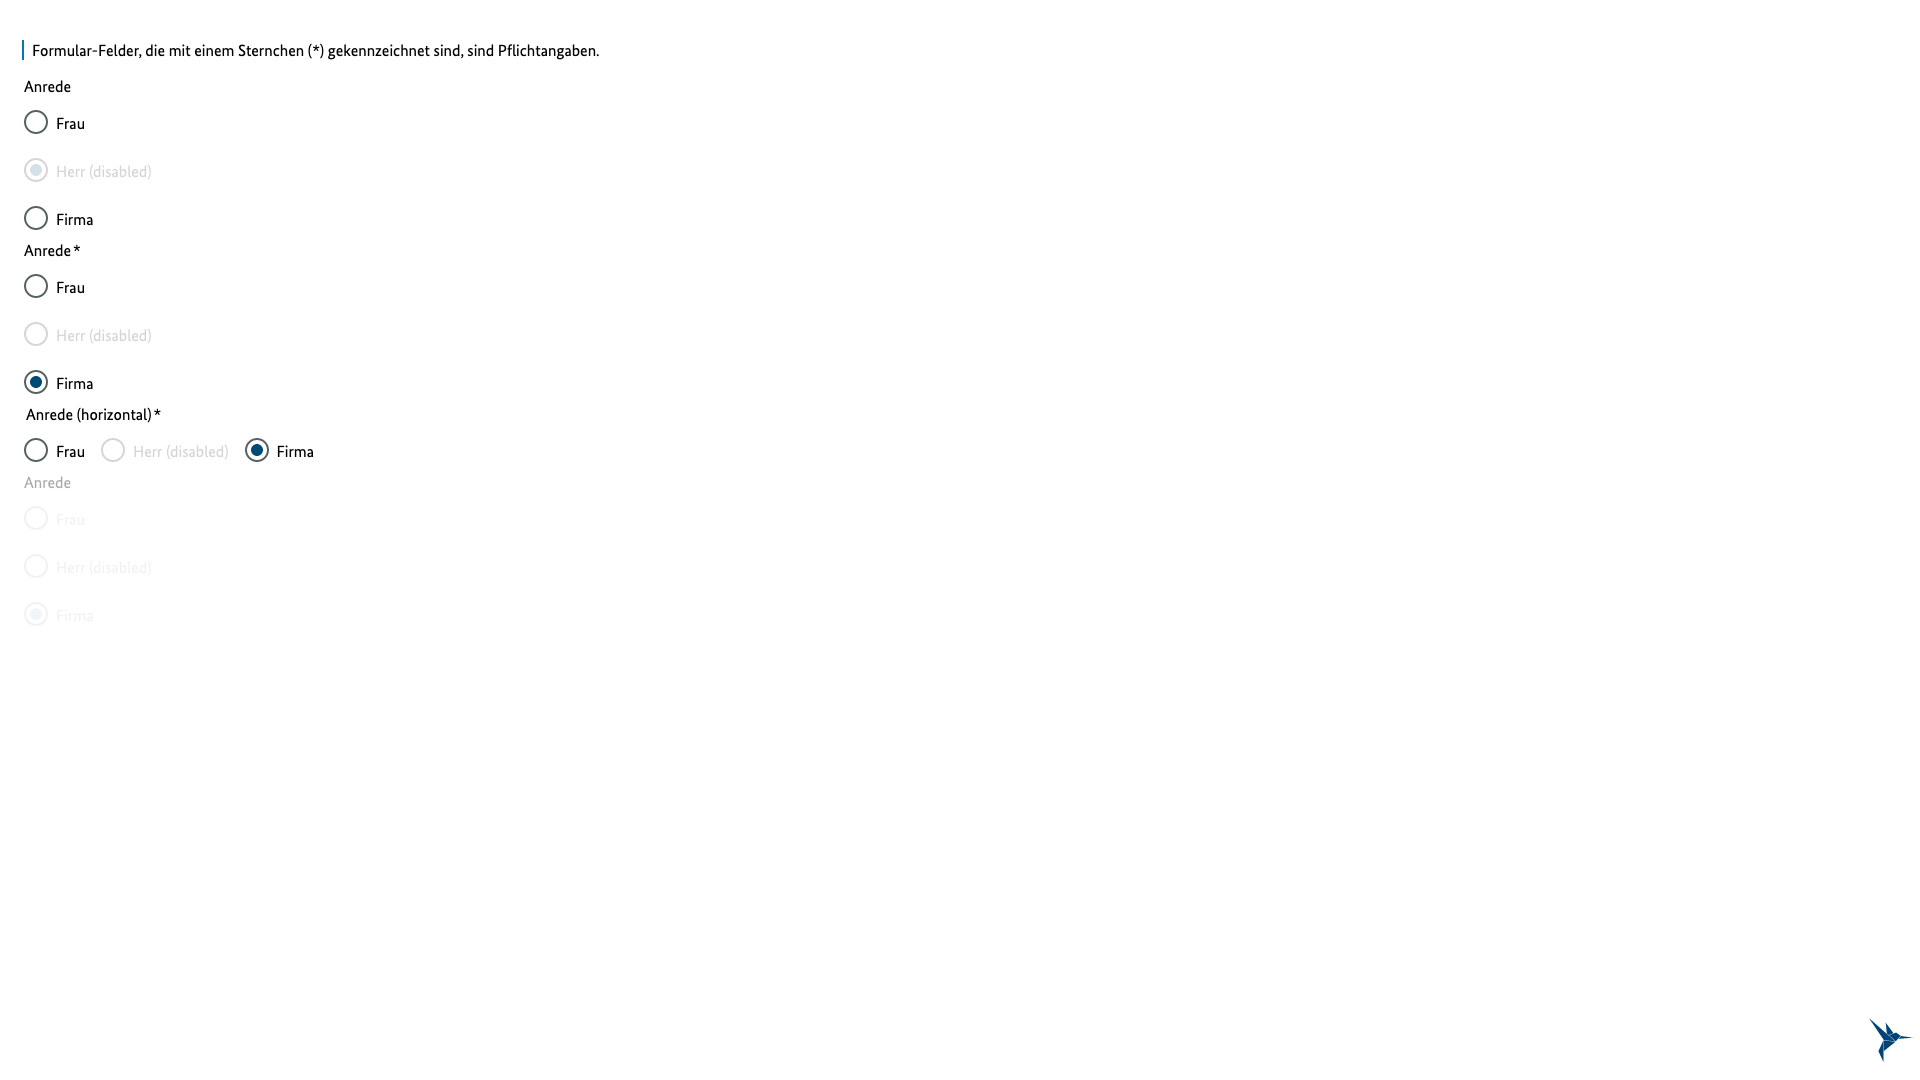 Formular-Felder, die mit einem Sternchen (*) gekennzeichnet sind, sind Pflichtangaben.
Anrede
Frau
Herr (disabled)
Firma
Anrede*
Frau
Herr (disabled)
Firma
Anrede (horizontal)*
Frau Herr (disabled) Firma
Anrede
Frau
Herr (disabled)
Firma